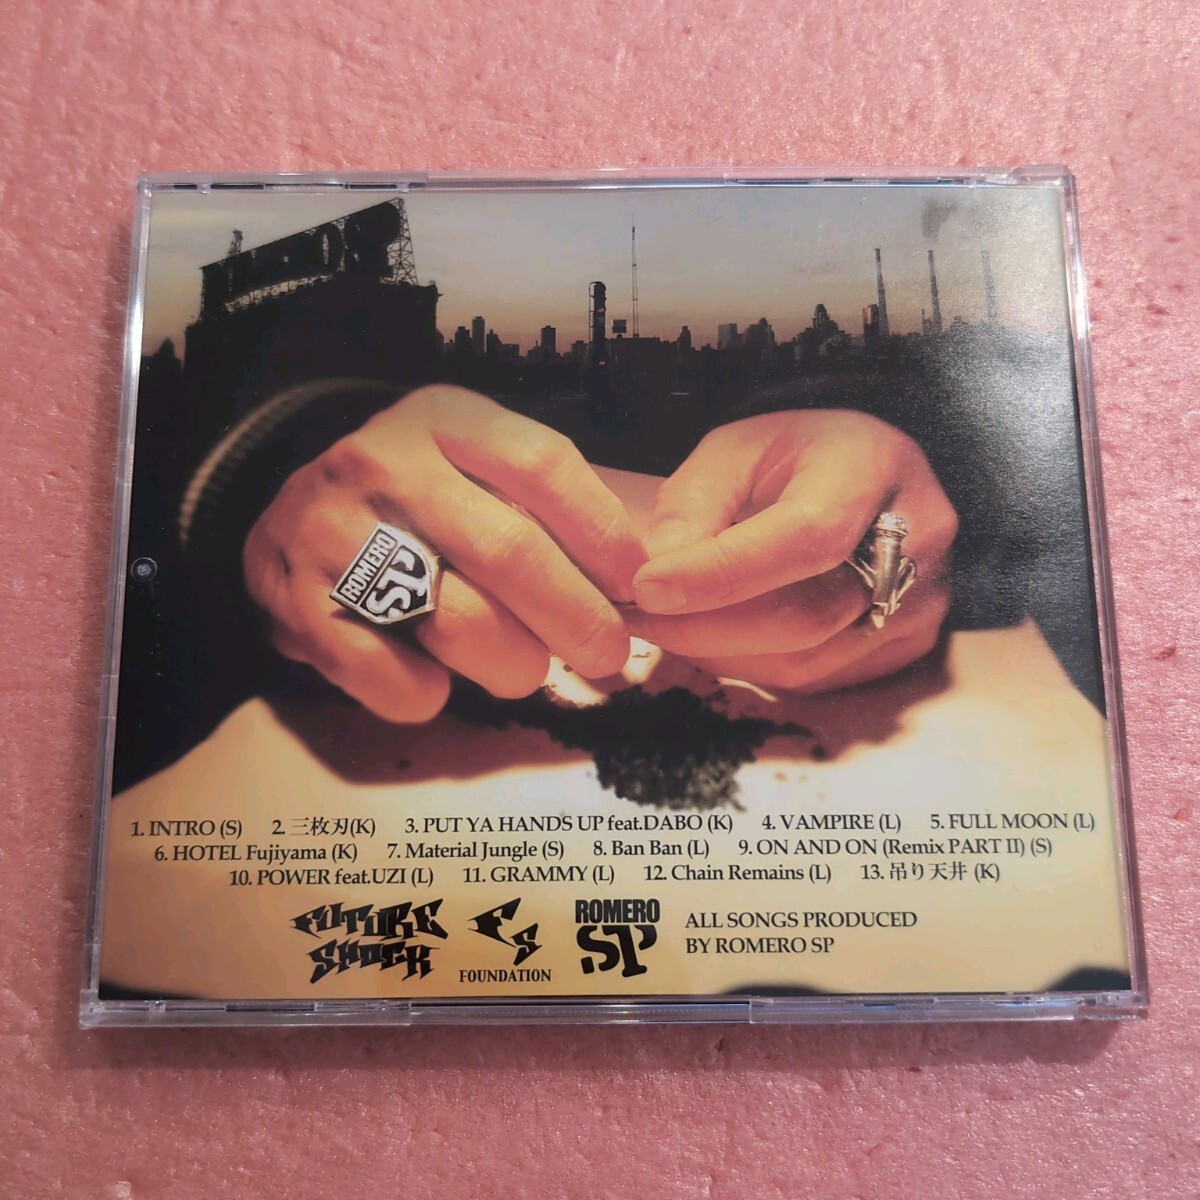 ROMERO
SP
1. INTRO (S) 2. 三枚刃(K) 3. PUT YA HANDS UP feat.DABO (K) 4. VAMPIRE (L) 5. FULL MOON (L)
6. HOTEL Fujiyama (K) 7. Material Jungle (S) 8. Ban Ban (L) 9. ON AND ON (Remix PART II) (S)
10. POWER feat.UZI (L) 11. GRAMMY (L) 12. Chain Remains (L) 13. 吊り天井 (K)
FUTURE
SHOCK
FS
FOUNDATION
ROMERO
SP
ALL SONGS PRODUCED
BY ROMERO SP